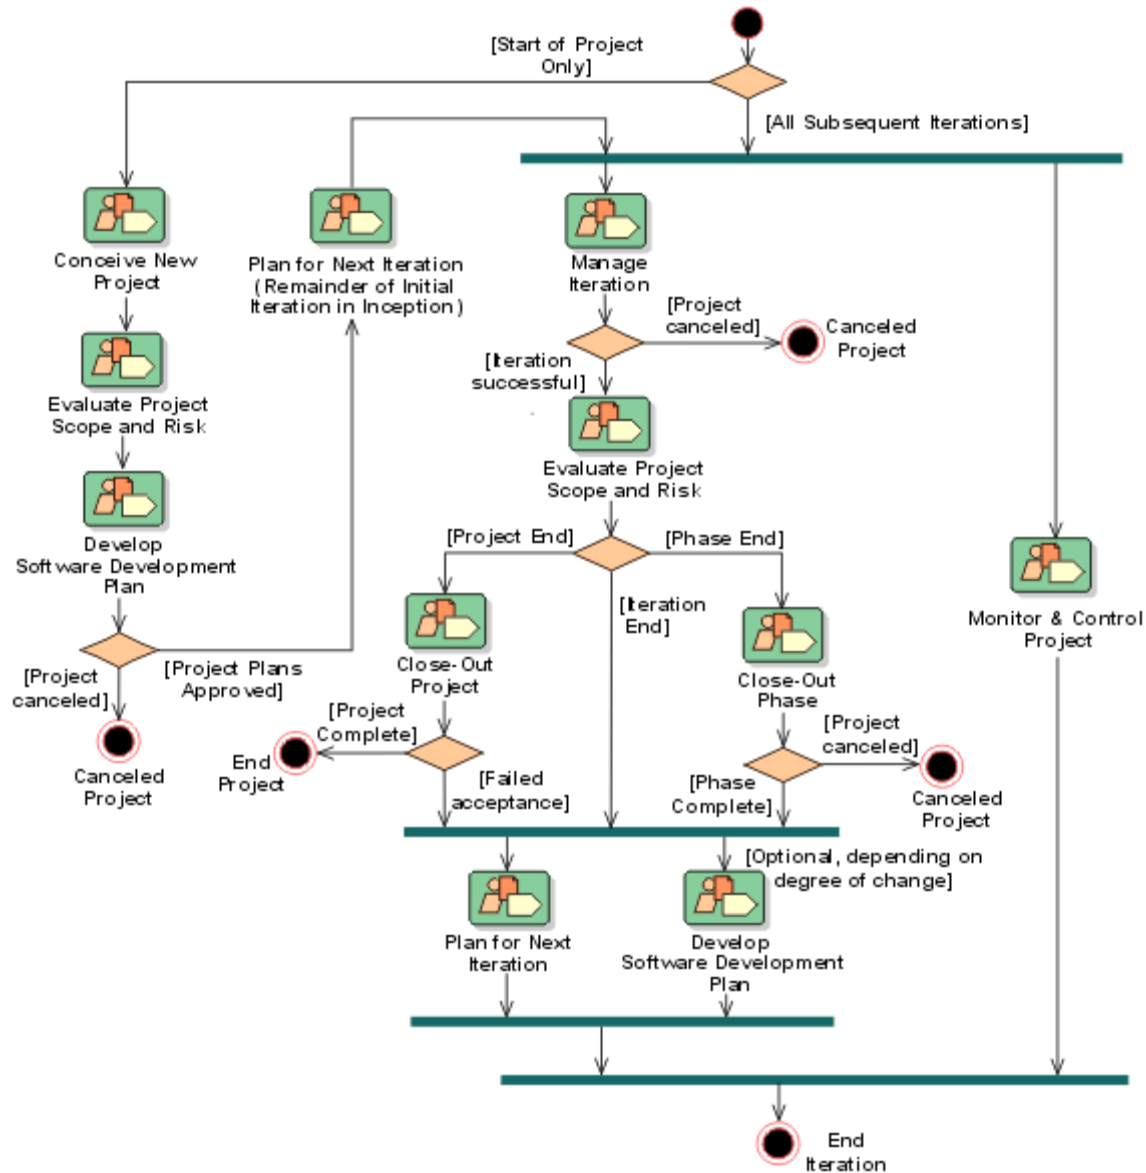 [Start of Project
Only]
[All Subsequent Iterations]
Conceive New
Project
Plan for Next Iteration
(Remainder of Initial
Iteration in Inception)
Manage
Iteration
[Project
canceled]
Canceled
Project
[Iteration
successful]
Evaluate Project
Scope and Risk
Evaluate Project
Scope and Risk
Develop
Software Development
Plan
[Project End]
[Phase End]
[Iteration
End]
Monitor & Control
Project
[Project
canceled]
[Project Plans
Approved]
Close-Out
Project
Close-Out
Phase
[Project
Complete]
End
Project
[Project
canceled]
Canceled
Project
[Failed
acceptance]
[Phase
Complete]
Canceled
Project
[Optional, depending on
degree of change]
Plan for Next
Iteration
Develop
Software Development
Plan
End
Iteration